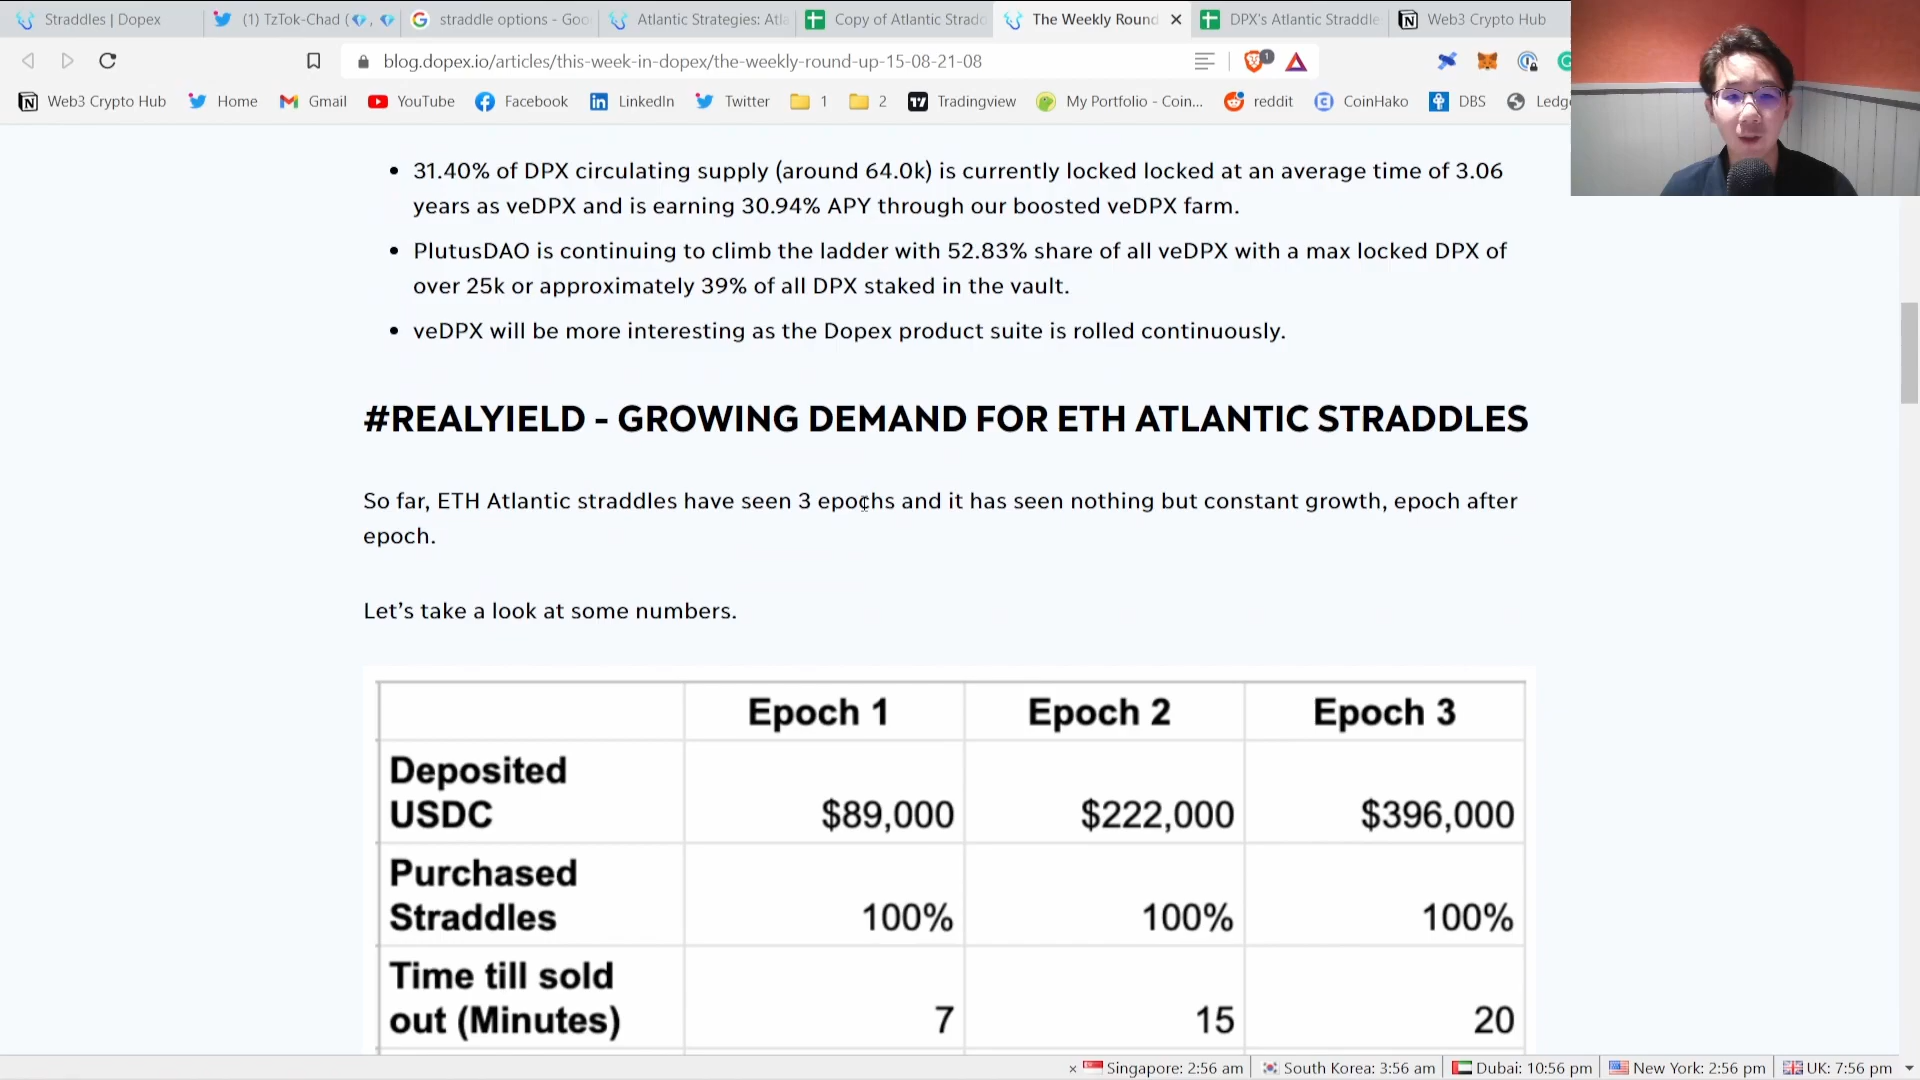 Straddles | Dopex
(1) TzTok-Chad (💎, 💎
straddle options - Goo
Atlantic Strategies: Atla
Copy of Atlantic Stradd
The Weekly Round
DPX's Atlantic Straddle
Web3 Crypto Hub
blog.dopex.io/articles/this-week-in-dopex/the-weekly-round-up-15-08-21-08
1
Web3 Crypto Hub
Home
Gmail
YouTube
Facebook
LinkedIn
Twitter
1
2
Tradingview
My Portfolio - Coin...
reddit
CoinHako
DBS
Ledg
• 31.40% of DPX circulating supply (around 64.0k) is currently locked locked at an average time of 3.06
years as veDPX and is earning 30.94% APY through our boosted veDPX farm.
• PlutusDAO is continuing to climb the ladder with 52.83% share of all veDPX with a max locked DPX of
over 25k or approximately 39% of all DPX staked in the vault.
• veDPX will be more interesting as the Dopex product suite is rolled continuously.
#REALYIELD - GROWING DEMAND FOR ETH ATLANTIC STRADDLES
So far, ETH Atlantic straddles have seen 3 epochs and it has seen nothing but constant growth, epoch after
epoch.
Let's take a look at some numbers.
Epoch 1 Epoch 2 Epoch 3
Deposited
USDC $89,000 $222,000 $396,000
Purchased
Straddles 100% 100% 100%
Time till sold
out (Minutes) 7 15 20
Singapore: 2:56 am
South Korea: 3:56 am
Dubai: 10:56 pm
New York: 2:56 pm
UK: 7:56 pm